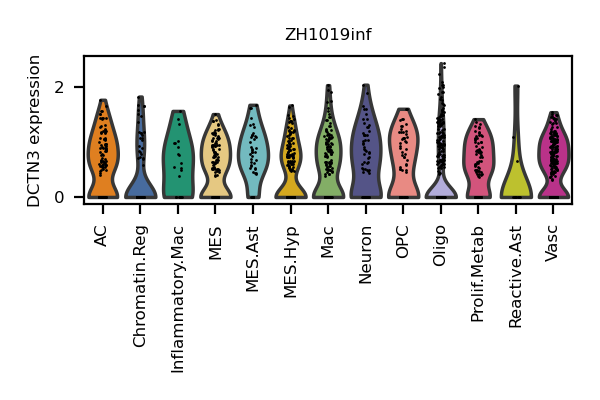 ZH1019inf
DCTN3 expression
2
0
AC
Chromatin.Reg
Inflammatory.Mac
MES
MES.Ast
MES.Hyp
Mac
Neuron
OPC
Oligo
Prolif.Metab
Reactive.Ast
Vasc